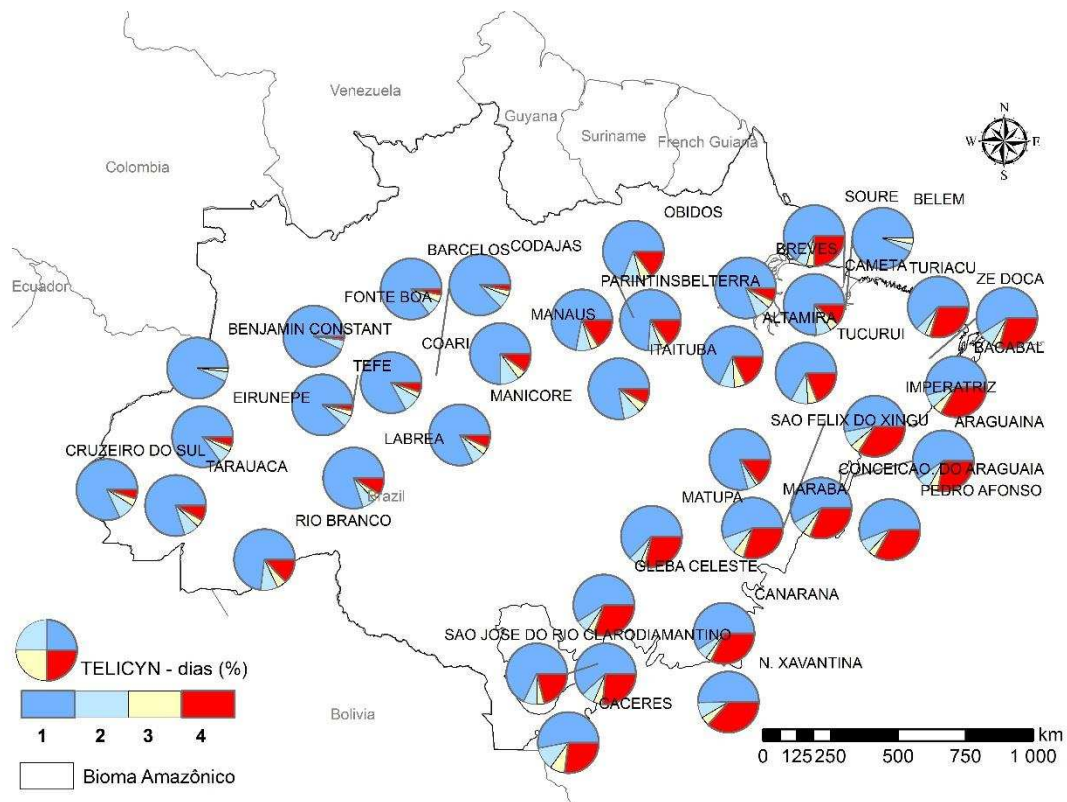 Venezuela
Guyana
Suriname
French Guiana
Colombia
Ecuador
N
W
E
S
OBIDOS
SOURE
BELEM
BARCELOS
CODAJAS
BREVES
CAMETA
TURIACU
ZE DOCA
FONTE BOA
PARINTINS
BELTERRA
BENJAMIN CONSTANT
MANAUS
ALTAMIRA
COARI
ITAITUBA
TUCURUI
BACABAL
TEFE
EIRUNEPE
MANICORE
IMPERATRIZ
SAO FELIX DO XINGU
ARAGUAINA
LABREA
CRUZEIRO DO SUL
TARAUACA
CONCEICAO. DO ARAGUAIA
MATUPA
MARABA
PEDRO AFONSO
Brazil
RIO BRANCO
GLEBA CELESTE
CANARANA
SAO JOSE DO RIO CLARO
DIAMANTINO
N. XAVANTINA
CACERES
Bolivia
TELICYN - dias (%)
1 2 3 4
Bioma Amazônico
km
0 125 250 500 750 1 000